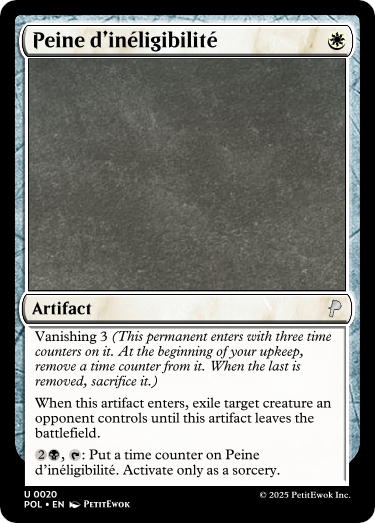 Peine d'inéligibilité
Artifact
Vanishing 3 (This permanent enters with three time
counters on it. At the beginning of your upkeep,
remove a time counter from it. When the last is
removed, sacrifice it.)
When this artifact enters, exile target creature an
opponent controls until this artifact leaves the
battlefield.
2, : Put a time counter on Peine
d'inéligibilité. Activate only as a sorcery.
U 0020
POL • EN PetitEwok
© 2025 PetitEwok Inc.